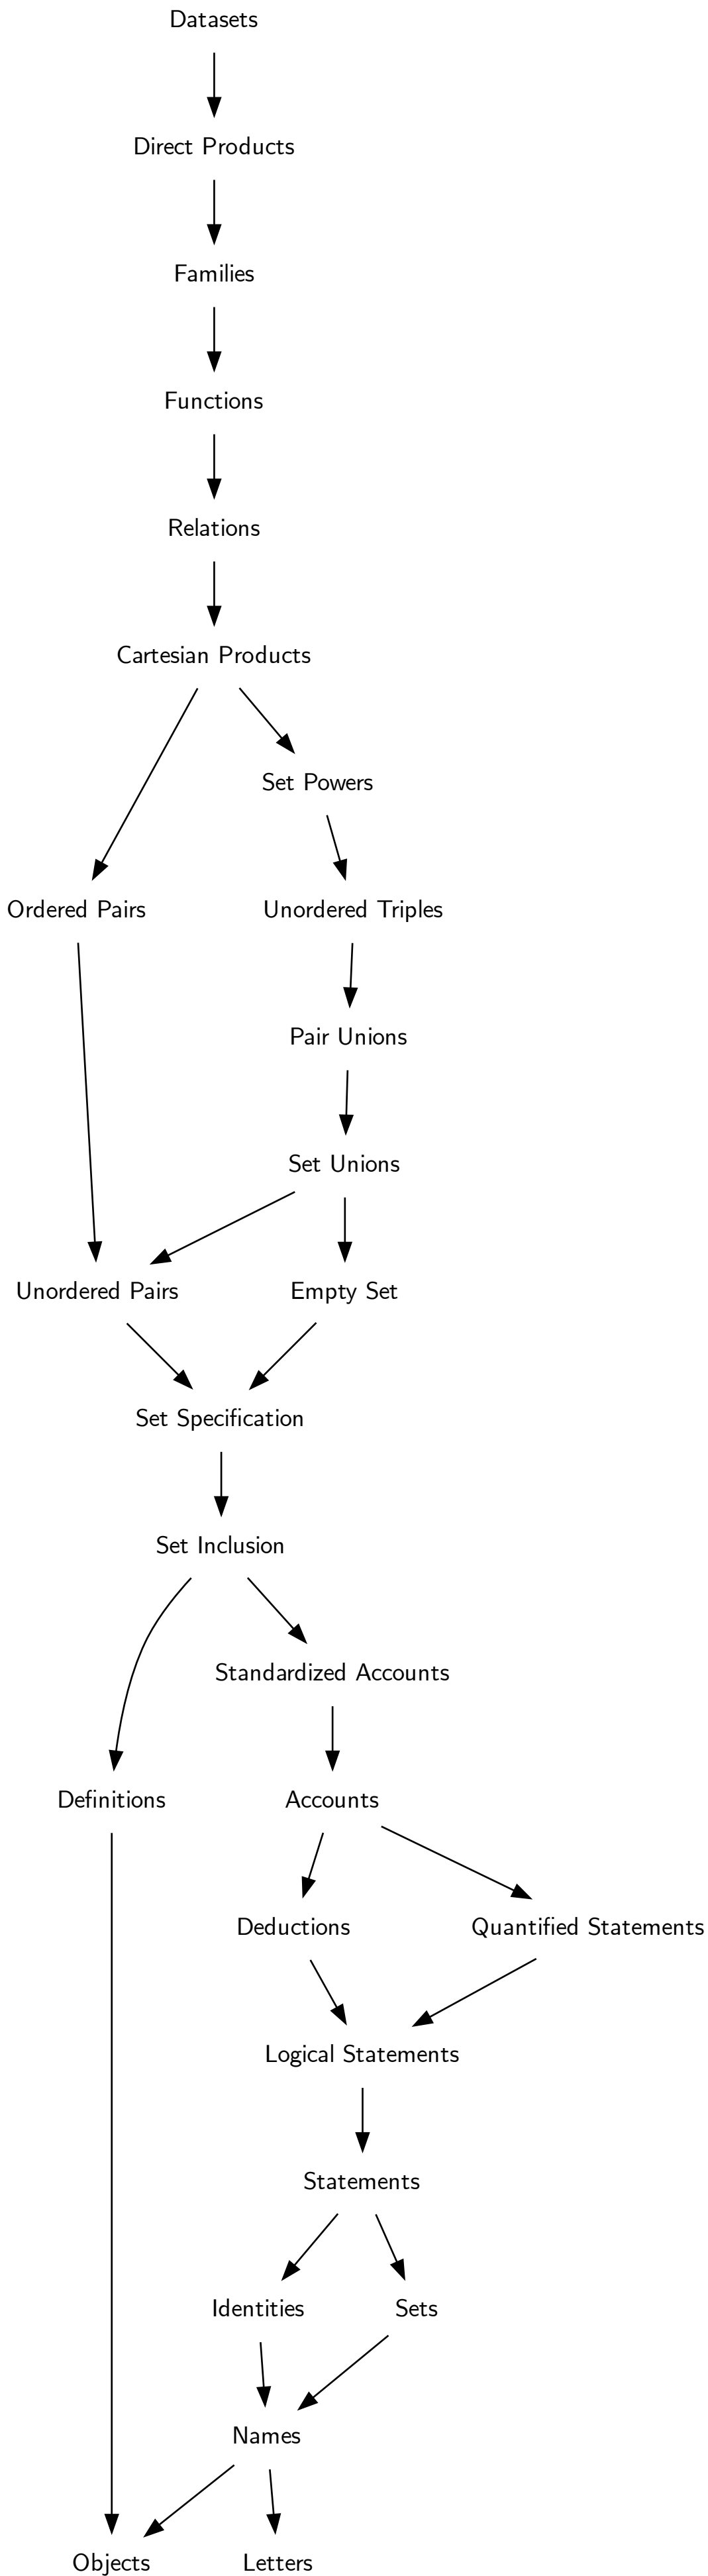 Datasets
Direct Products
Families
Functions
Relations
Cartesian Products
Set Powers
Ordered Pairs
Unordered Triples
Pair Unions
Set Unions
Unordered Pairs
Empty Set
Set Specification
Set Inclusion
Standardized Accounts
Definitions
Accounts
Deductions
Quantified Statements
Logical Statements
Statements
Identities
Sets
Names
Objects
Letters